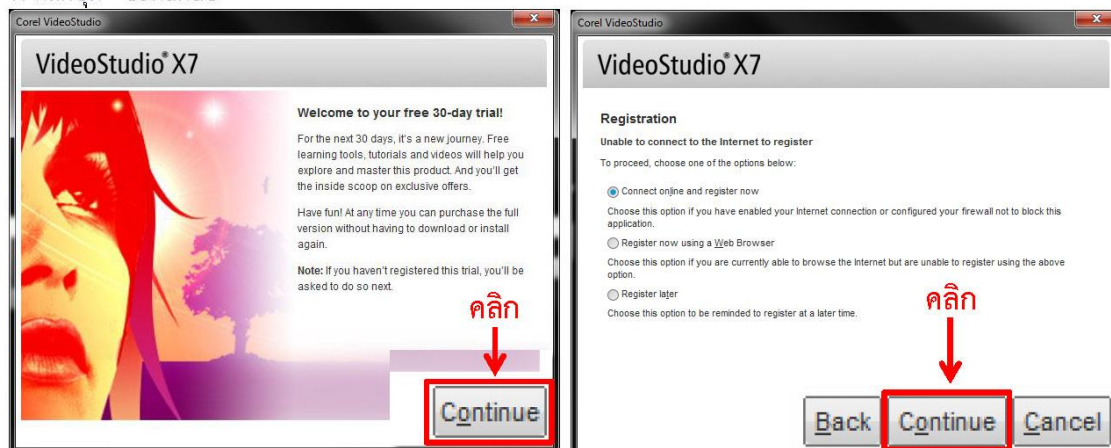 Corel VideoStudio
VideoStudio® X7
Welcome to your free 30-day trial!
For the next 30 days, it's a new journey. Free
learning tools, tutorials and videos will help you
explore and master this product. And you'll get
the inside scoop on exclusive offers.
Have fun! At any time you can purchase the full
version without having to download or install
again.
Note: If you haven't registered this trial, you'll be
asked to do so next.
คลิก
Continue
Corel VideoStudio
VideoStudio® X7
Registration
Unable to connect to the Internet to register
To proceed, choose one of the options below:
Connect online and register now
Choose this option if you have enabled your Internet connection or configured your firewall not to block this
application.
Register now using a Web Browser
Choose this option if you are currently able to browse the Internet but are unable to register using the above
option.
Register later
Choose this option to be reminded to register at a later time.
คลิก
Back Continue Cancel